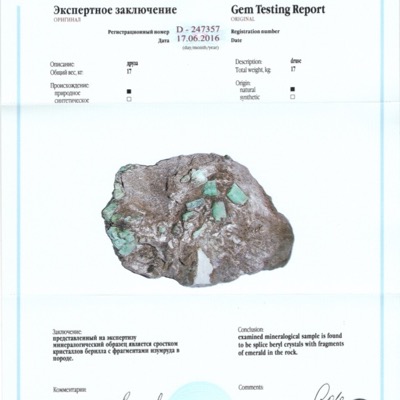 Экспертное заключение
ОРИГИНАЛ
Gem Testing Report
ORIGINAL
Регистрационный номер D - 247357 Registration number
Дата 17.06.2016 Date
(day/month/year)
Описание друза
Общий вес, кг 17
Description: druse
Total weight, kg: 17
Происхождение:
природное ■
синтетическое □
Origin
natural ■
synthetic □
Заключение:
представленный на экспертизу
минералогический образец является сростком
кристаллов берилла с фрагментами изумруда в
породе.
Conclusion:
examined mineralogical sample is found
to be splice beryl crystals with fragments
of emerald in the rock.
Комментарии:
Comments: